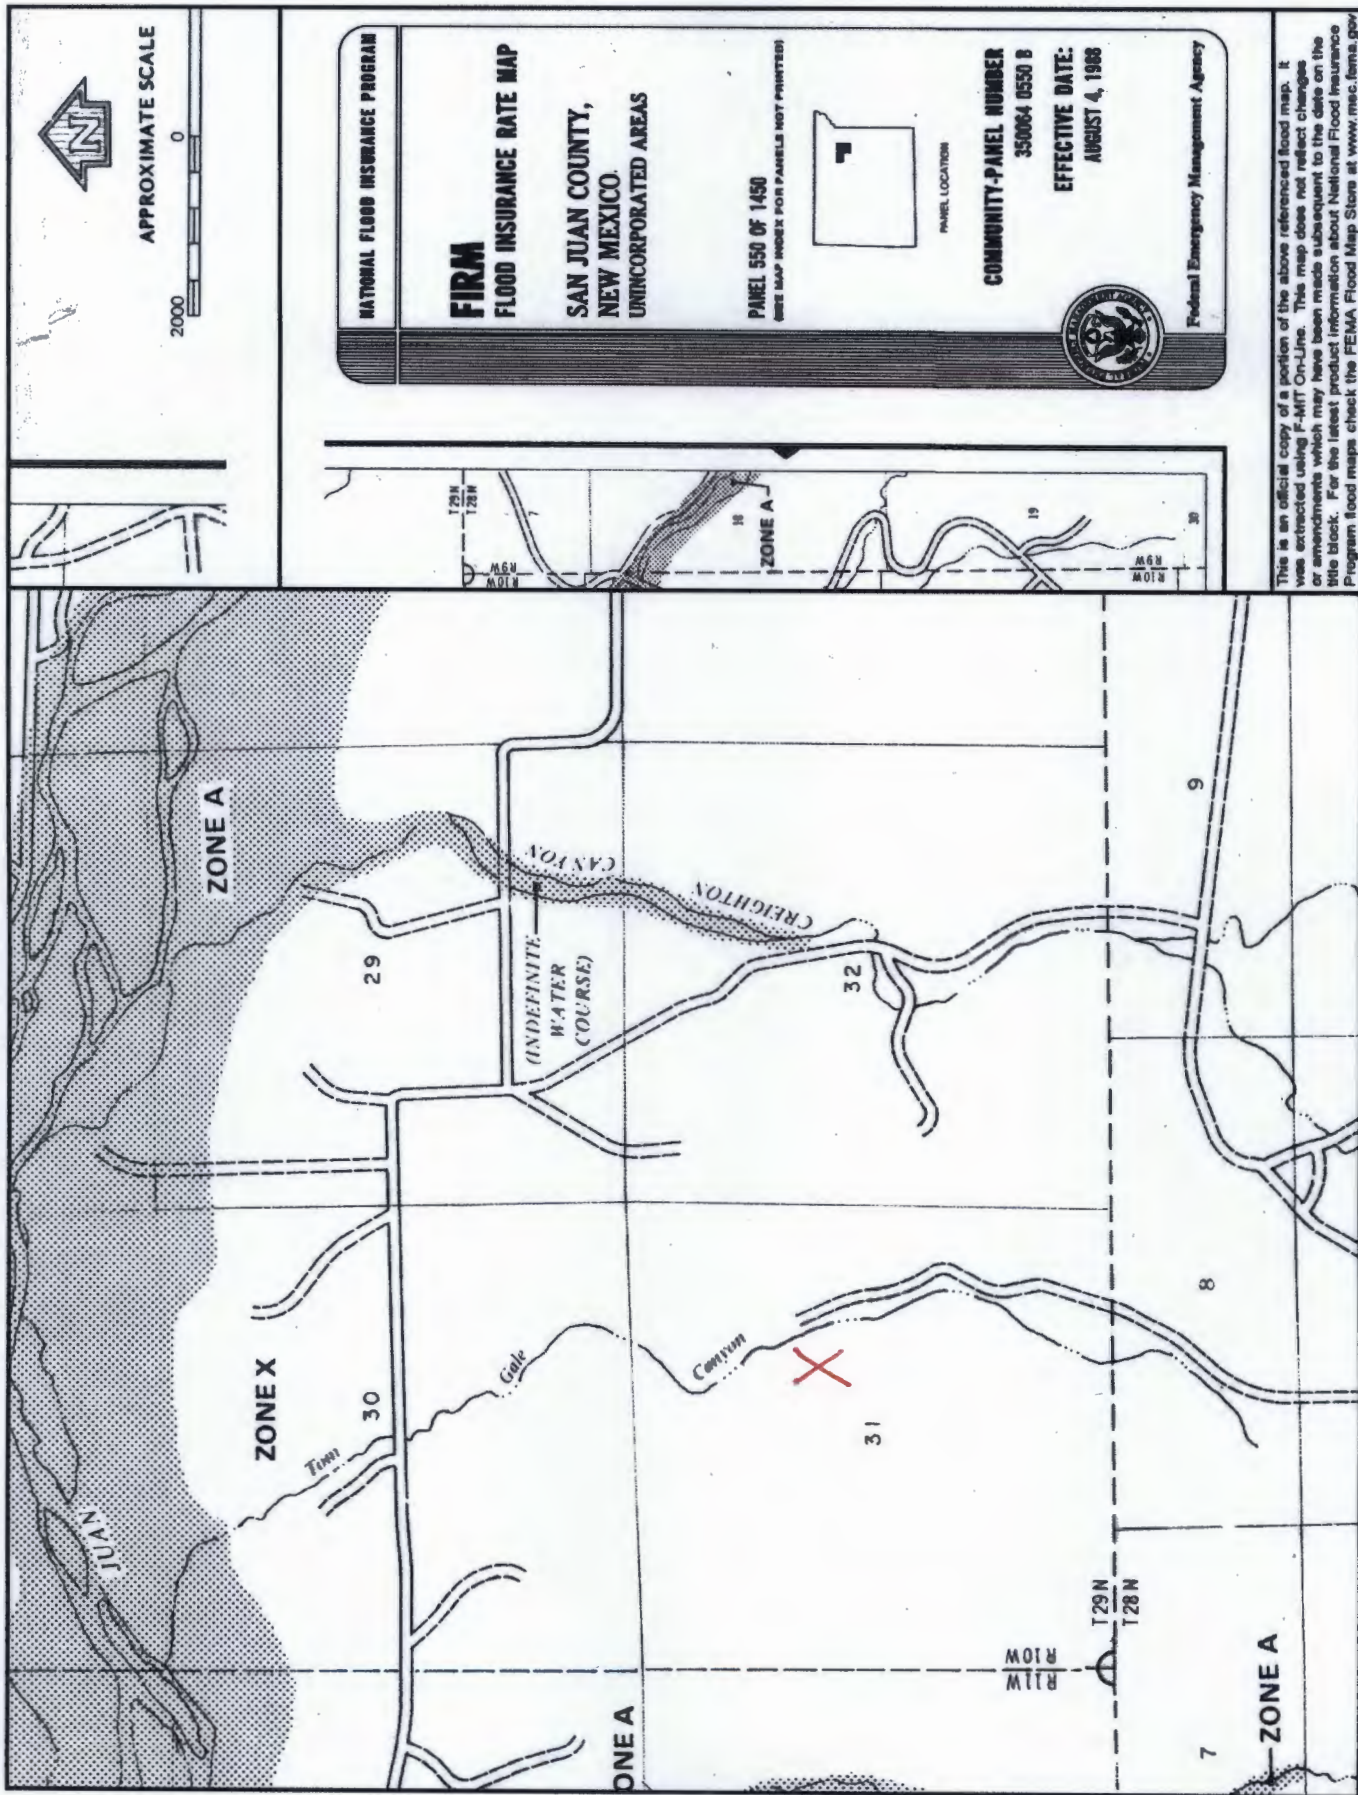 APPROXIMATE SCALE
2000
0
N
NATIONAL FLOOD INSURANCE PROGRAM
FIRM
FLOOD INSURANCE RATE MAP
SAN JUAN COUNTY,
NEW MEXICO
UNINCORPORATED AREAS
PANEL 550 OF 1450
(SEE MAP INDEX FOR PANELS NOT PRINTED)
PANEL LOCATION
COMMUNITY-PANEL NUMBER
350064 0550 B
EFFECTIVE DATE:
AUGUST 4, 1988
Federal Emergency Management Agency
This is an official copy of a portion of the above referenced flood map. It
was extracted using F-MIT On-Line. This map does not reflect changes
or amendments which may have been made subsequent to the date on the
title block. For the latest product information about National Flood Insurance
Program flood maps check the FEMA Flood Map Store at www.msc.fema.gov
T29N
T28N
7
R9W
R10W
18
ZONE A
19
R9W
R10W
30
ZONE A
CREIGHTON CANYON
(INDEFINITE
WATER
COURSE)
29
32
9
ZONE X
30
Tom Gale Canyon
31
8
JUAN
R11W
R10W
T29N
T28N
ONE A
7
ZONE A